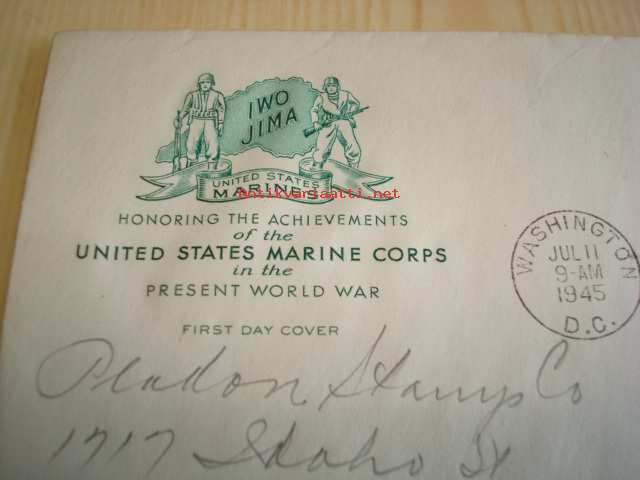 IWO
JIMA
UNITED STATES
MARINES
antikvariaatti.net
HONORING THE ACHIEVEMENTS
of the
UNITED STATES MARINE CORPS
in the
PRESENT WORLD WAR
FIRST DAY COVER
WASHINGTON
JUL 11
9-AM
1945
D.C.
Stamp Co
1717 Idaho St